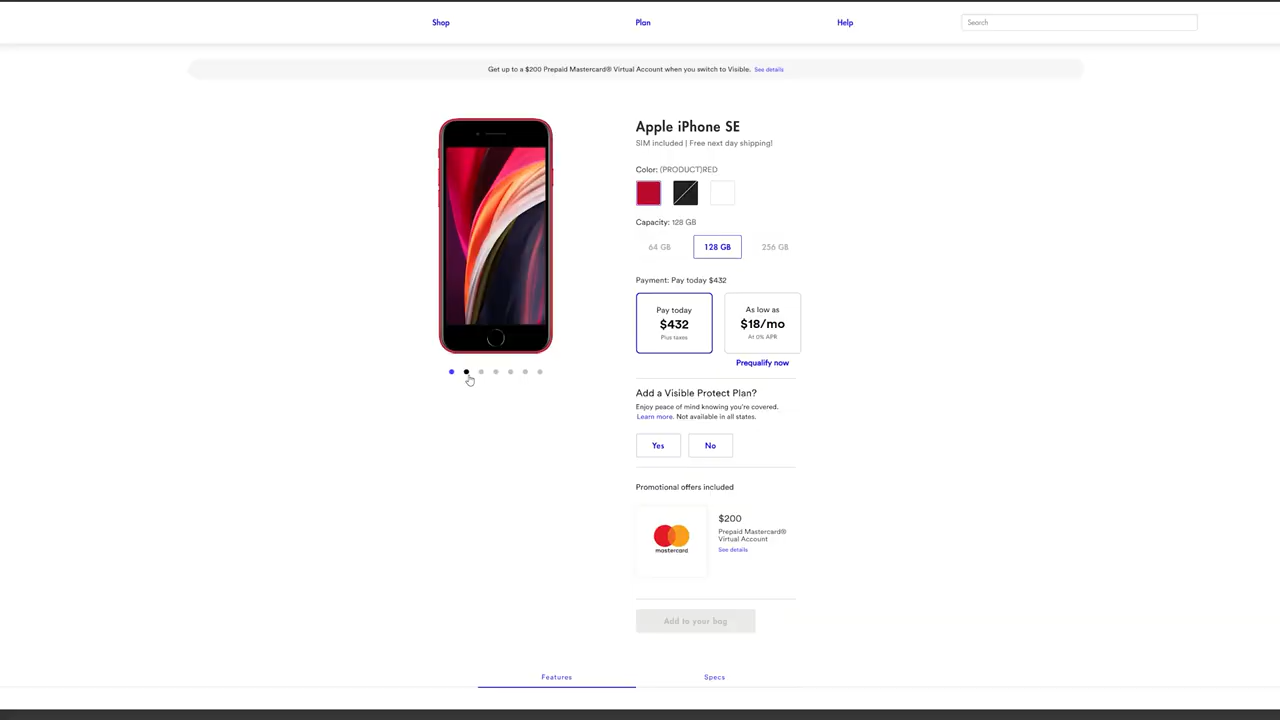 Shop
Plan
Help
Search
Get up to a $200 Prepaid Mastercard® Virtual Account when you switch to Visible. See details
Apple iPhone SE
SIM included | Free next day shipping!
Color: (PRODUCT)RED
Capacity: 128 GB
64 GB
128 GB
256 GB
Payment: Pay today $432
Pay today
$432
Plus taxes
As low as
$18/mo
At 0% APR
Prequalify now
Add a Visible Protect Plan?
Enjoy peace of mind knowing you're covered.
Learn more. Not available in all states.
Yes
No
Promotional offers included
mastercard
$200
Prepaid Mastercard®
Virtual Account
See details
Add to your bag
Features
Specs